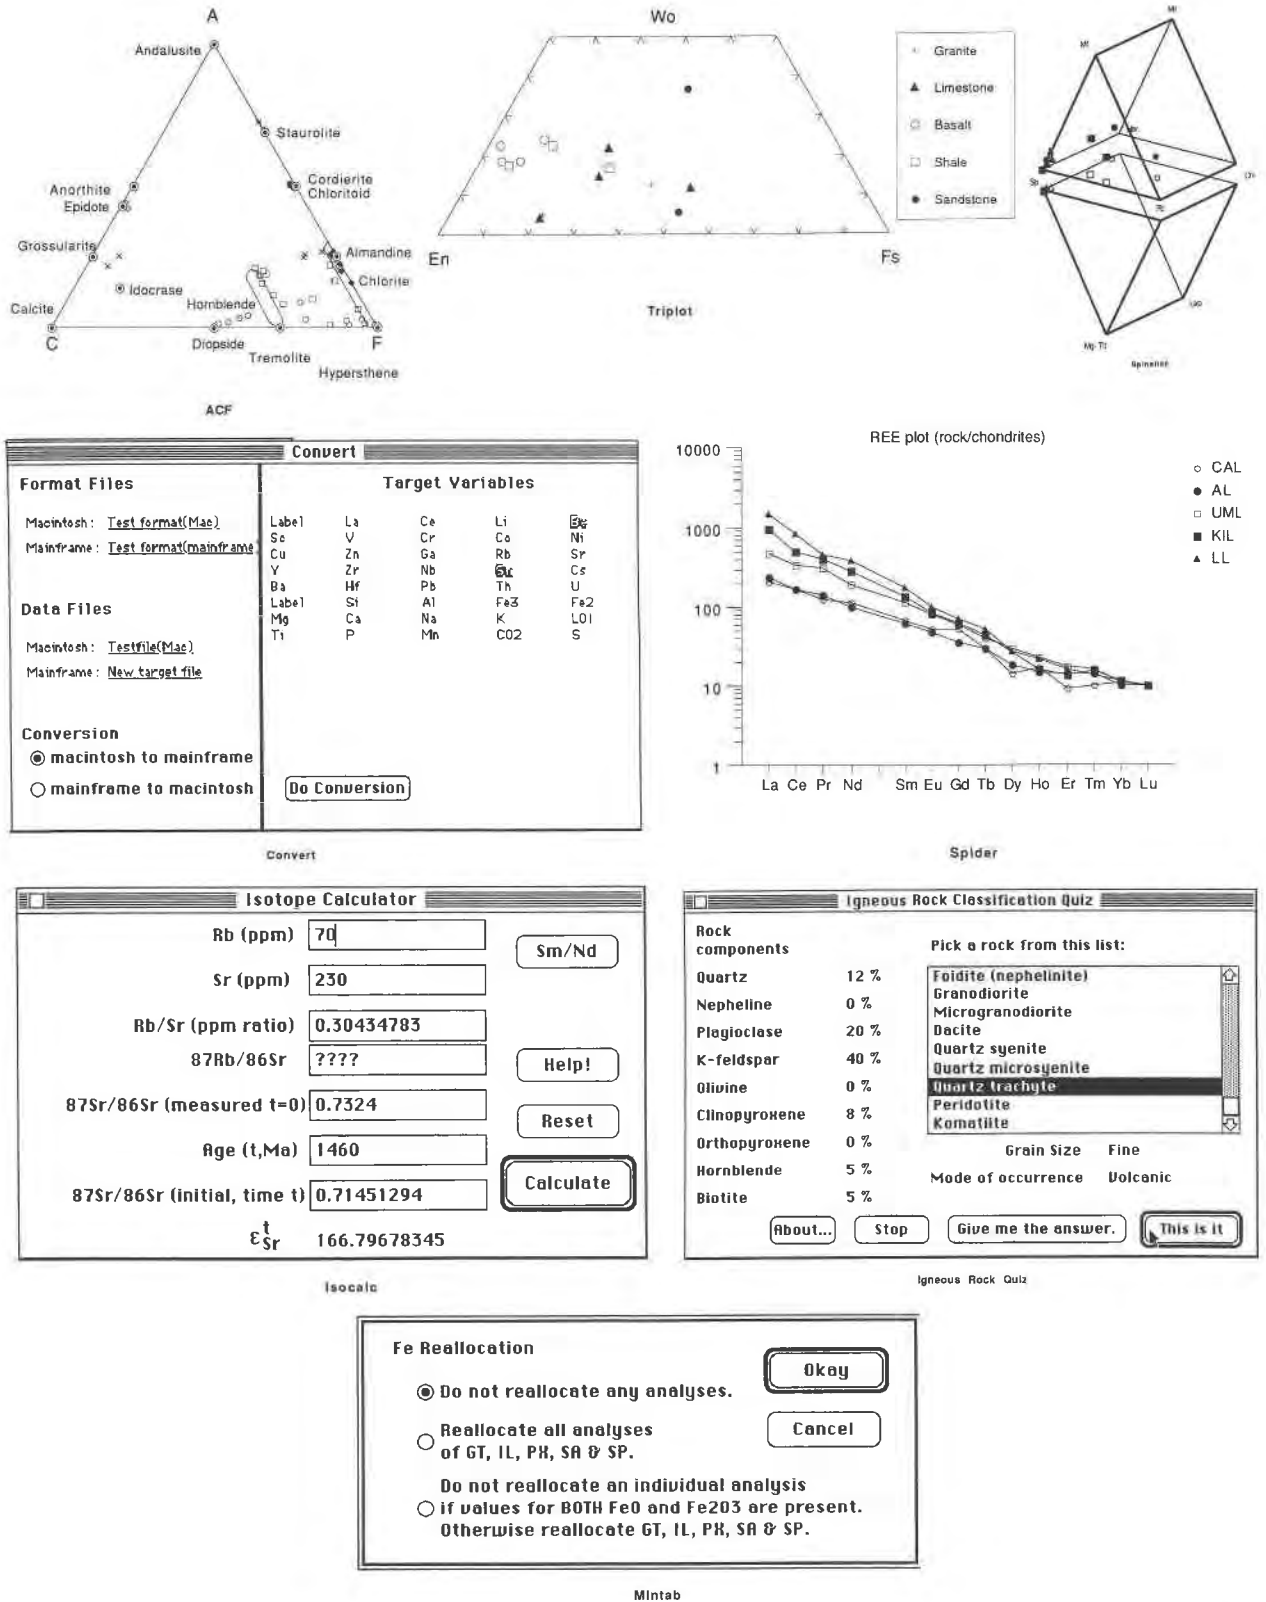 A
Andalusite
Staurolite
Anorthite
Epidote
Cordierite
Chloritoid
Grossularite
Almandine
Idocrase
Chlorite
Calcite
Hornblende
C
Diopside
F
Tremolite
Hypersthene
ACF
Wo
En
Fs
Triplot
Granite
Limestone
Basalt
Shale
Sandstone
Mt
Sp
Mg-Tit
Spinelish
Convert
Format Files
Macintosh: Test format(Mac)
Mainframe: Test format(mainframe
Data Files
Macintosh: Testfile(Mac)
Mainframe: New target file
Conversion
macintosh to mainframe
mainframe to macintosh
Target Variables
Label La Ce Li Be
Sc V Cr Co Ni
Cu Zn Ga Rb Sr
Y Zr Nb Cs
Ba Hf Pb Th U
Label Si Al Fe3 Fe2
Mg Ca Na K LOI
Ti P Mn CO2 S
Do Conversion
Convert
REE plot (rock/chondrites)
10000
1000
100
10
1
La Ce Pr Nd Sm Eu Gd Tb Dy Ho Er Tm Yb Lu
CAL
AL
UML
KIL
LL
Spider
Isotope Calculator
Rb (ppm) 70
Sr (ppm) 230
Rb/Sr (ppm ratio) 0.30434783
87Rb/86Sr ????
87Sr/86Sr (measured t=0) 0.7324
Age (t,Ma) 1460
87Sr/86Sr (initial, time t) 0.71451294
εtSr 166.79678345
Sm/Nd
Help!
Reset
Calculate
Isocalc
Igneous Rock Classification Quiz
Rock
components
Quartz 12 %
Nepheline 0 %
Plagioclase 20 %
K-feldspar 40 %
Olivine 0 %
Clinopyroxene 8 %
Orthopyroxene 0 %
Hornblende 5 %
Biotite 5 %
Pick a rock from this list:
Foidite (nephelinite)
Granodiorite
Microgranodiorite
Dacite
Quartz syenite
Quartz microsyenite
Quartz trachyte
Peridotite
Komatiite
Grain Size Fine
Mode of occurrence Volcanic
About... Stop Give me the answer. This is it
Igneous Rock Quiz
Fe Reallocation
Do not reallocate any analyses.
Reallocate all analyses
of GT, IL, PX, SA & SP.
Do not reallocate an individual analysis
if values for BOTH FeO and Fe2O3 are present.
Otherwise reallocate GT, IL, PX, SA & SP.
Okay
Cancel
Mintab